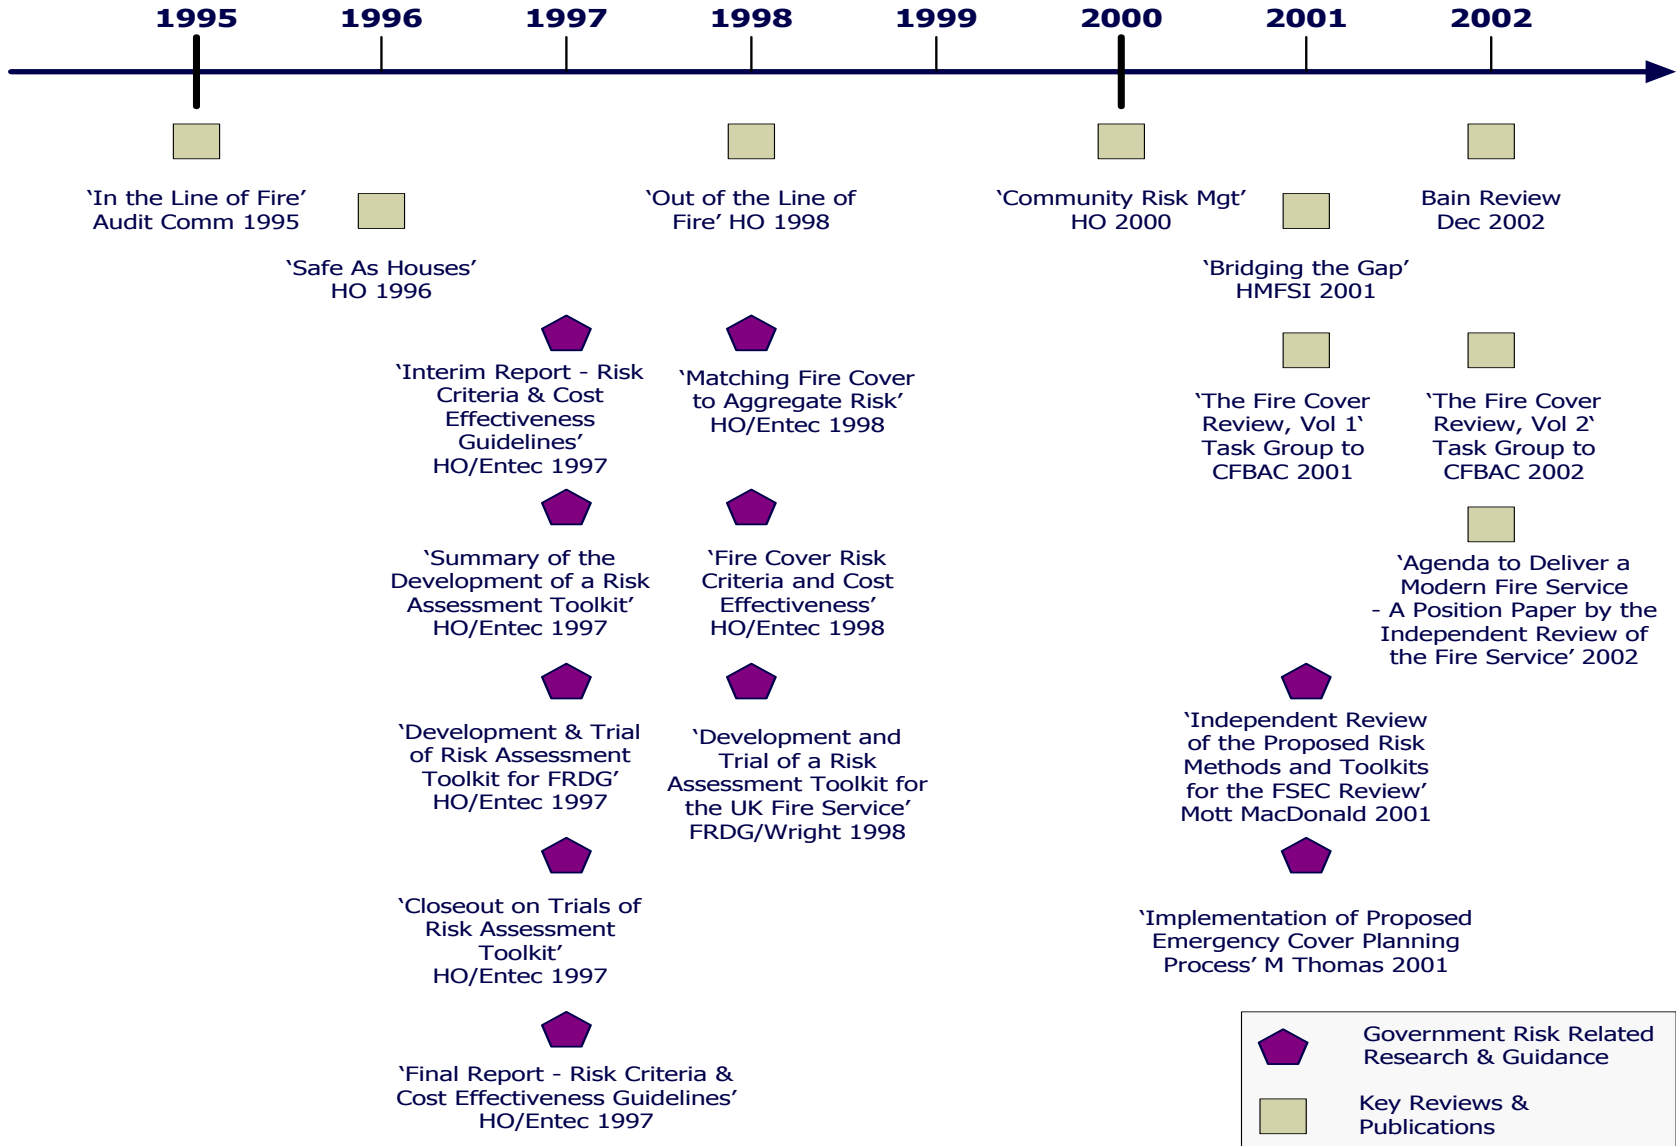 1995
1996
1997
1998
1999
2000
2001
2002
‘In the Line of Fire’
Audit Comm 1995
‘Safe As Houses’
HO 1996
‘Interim Report - Risk
Criteria & Cost
Effectiveness
Guidelines’
HO/Entec 1997
‘Summary of the
Development of a Risk
Assessment Toolkit’
HO/Entec 1997
‘Development & Trial
of Risk Assessment
Toolkit for FRDG’
HO/Entec 1997
‘Closeout on Trials of
Risk Assessment
Toolkit’
HO/Entec 1997
‘Final Report - Risk Criteria &
Cost Effectiveness Guidelines’
HO/Entec 1997
‘Out of the Line of
Fire’ HO 1998
‘Matching Fire Cover
to Aggregate Risk’
HO/Entec 1998
‘Fire Cover Risk
Criteria and Cost
Effectiveness’
HO/Entec 1998
‘Development and
Trial of a Risk
Assessment Toolkit for
the UK Fire Service’
FRDG/Wright 1998
‘Community Risk Mgt’
HO 2000
‘Bridging the Gap’
HMFSI 2001
‘The Fire Cover
Review, Vol 1‘
Task Group to
CFBAC 2001
‘Independent Review
of the Proposed Risk
Methods and Toolkits
for the FSEC Review’
Mott MacDonald 2001
‘Implementation of Proposed
Emergency Cover Planning
Process’ M Thomas 2001
Bain Review
Dec 2002
‘The Fire Cover
Review, Vol 2‘
Task Group to
CFBAC 2002
‘Agenda to Deliver a
Modern Fire Service
- A Position Paper by the
Independent Review of
the Fire Service’ 2002
Government Risk Related
Research & Guidance
Key Reviews &
Publications